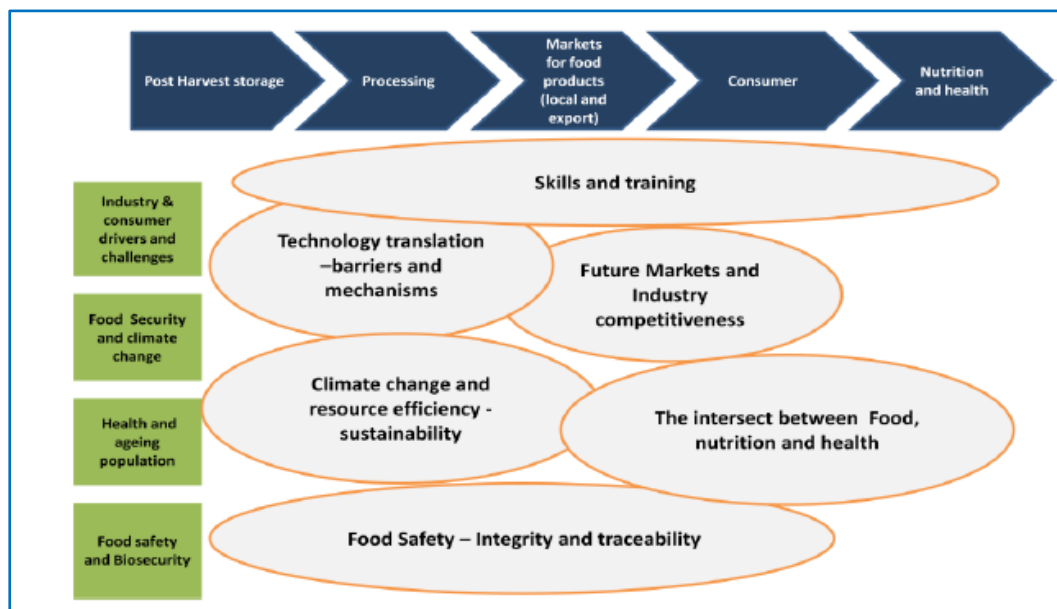 Post Harvest storage
Processing
Markets
for food
products
(local and
export)
Consumer
Nutrition
and health
Skills and training
Industry &
consumer
drivers and
challenges
Technology translation
–barriers and
mechanisms
Future Markets and
Industry
competitiveness
Food Security
and climate
change
Climate change and
resource efficiency -
sustainability
Health and
ageing
population
The intersect between Food,
nutrition and health
Food safety
and Biosecurity
Food Safety – Integrity and traceability